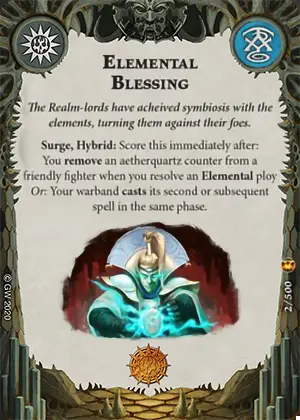 ELEMENTAL
BLESSING
The Realm-lords have acheived symbiosis with the
elements, turning them against their foes.
Surge, Hybrid: Score this immediately after:
You remove an aetherquartz counter from a
friendly fighter when you resolve an Elemental ploy
Or: Your warband casts its second or subsequent
spell in the same phase.
© GW 2020
2/500